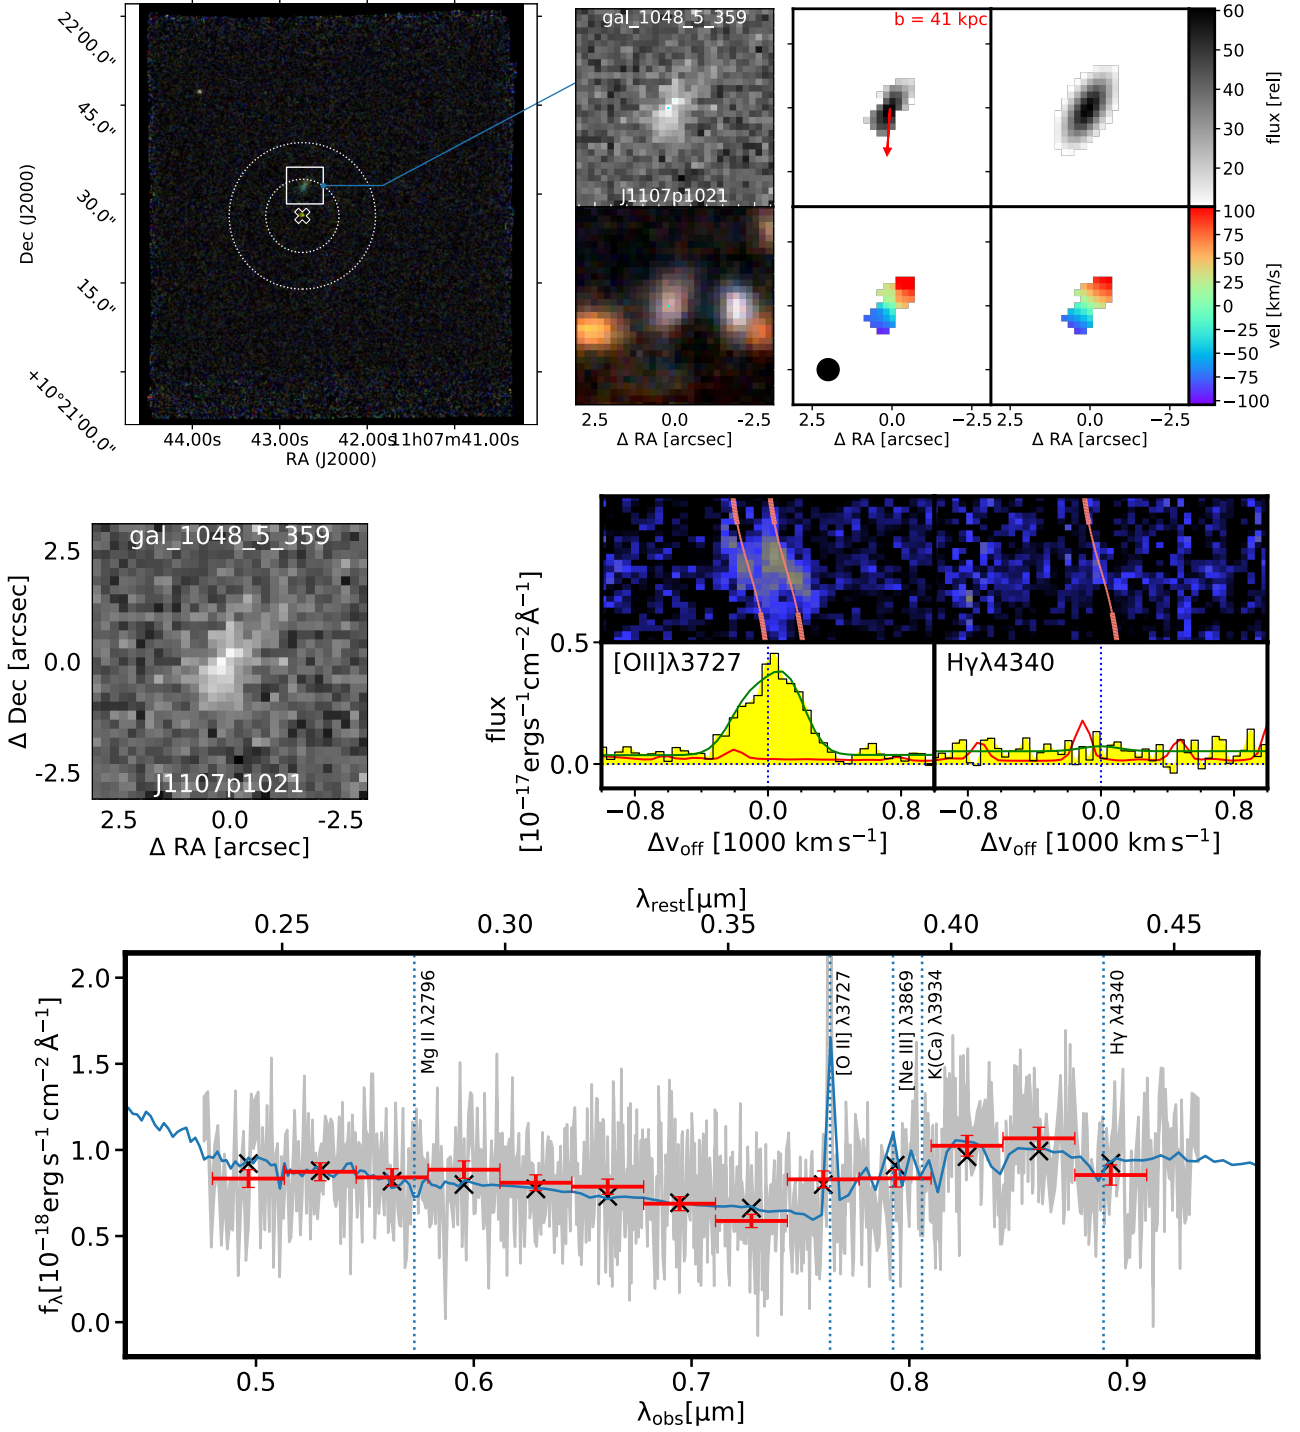 22'00.0"
45.0"
30.0"
15.0"
+10°21'00.0"
Dec (J2000)
44.00s 43.00s 42.00s 11h07m41.00s
RA (J2000)
gal_1048_5_359
J1107p1021
3.1 0.0 -2.5
Δ RA [arcsec]
b = 41 kpc
2.5 0.0 -2.5
Δ RA [arcsec]
2.5 0.0 -2.5
Δ RA [arcsec]
60
50
40
30
20
flux [rel]
100
75
50
25
0
−25
−50
−75
−100
vel [km/s]
gal_1048_5_359
J1107p1021
2.5
0.0
-2.5
Δ Dec [arcsec]
2.5 0.0 -2.5
Δ RA [arcsec]
[OII]λ3727
Hγλ4340
0.5
0.0
flux
[10⁻¹⁷ergs⁻¹cm⁻²Å⁻¹]
−0.8 0.0 0.8
Δv_off [1000 km s⁻¹]
−0.8 0.0 0.8
Δv_off [1000 km s⁻¹]
λ_rest[μm]
0.25 0.30 0.35 0.40 0.45
2.0
1.5
1.0
0.5
0.0
f_λ[10⁻¹⁸erg s⁻¹ cm⁻² Å⁻¹]
Mg II λ2796
[O II] λ3727
[Ne III] λ3869
K(Ca) λ3934
Hγ λ4340
0.5 0.6 0.7 0.8 0.9
λ_obs[μm]